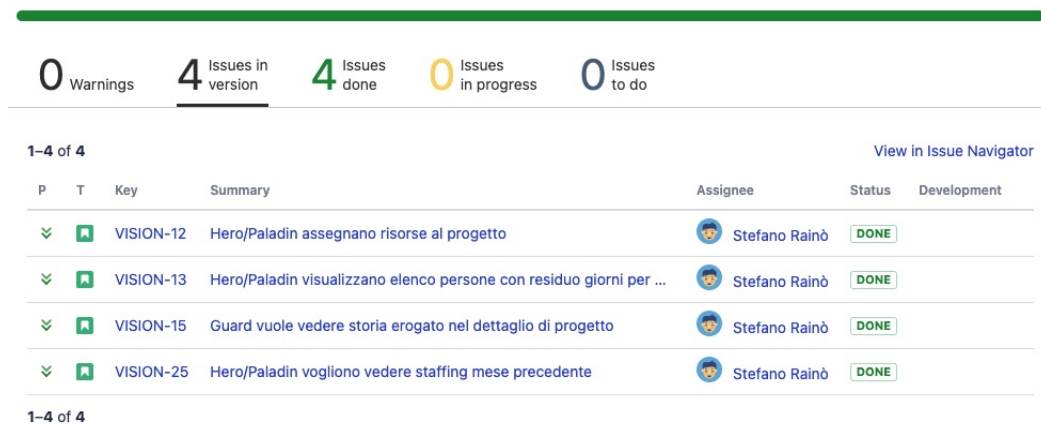 0 Warnings
4 Issues in version
4 Issues done
0 Issues in progress
0 Issues to do
1–4 of 4
View in Issue Navigator
P T Key Summary Assignee Status Development
VISION-12 Hero/Paladin assegnano risorse al progetto Stefano Rainò DONE
VISION-13 Hero/Paladin visualizzano elenco persone con residuo giorni per ... Stefano Rainò DONE
VISION-15 Guard vuole vedere storia erogato nel dettaglio di progetto Stefano Rainò DONE
VISION-25 Hero/Paladin vogliono vedere staffing mese precedente Stefano Rainò DONE
1–4 of 4